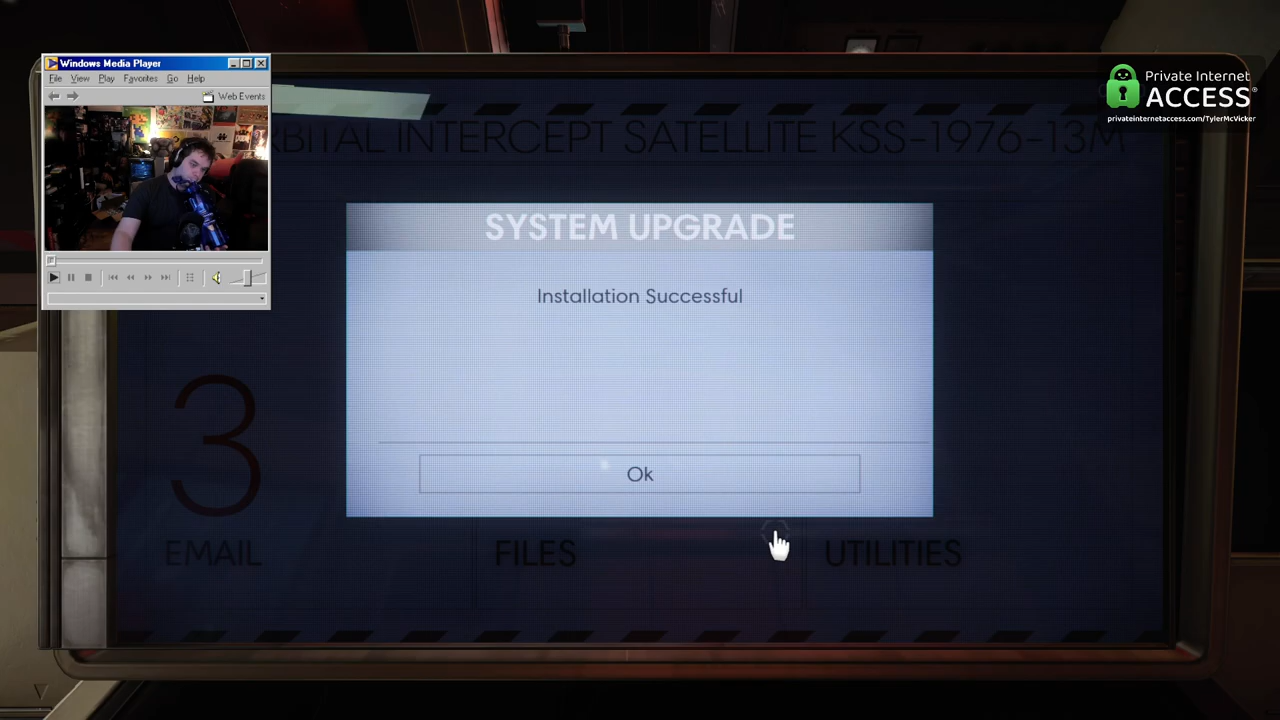 Windows Media Player
File View Play Favorites Go Help
Web Events
Private Internet
ACCESS®
privateinternetaccess.com/TylerMcVicker
RBITAL INTERCEPT SATELLITE KSS-1976-13M
SYSTEM UPGRADE
Installation Successful
Ok
3
EMAIL
FILES
UTILITIES